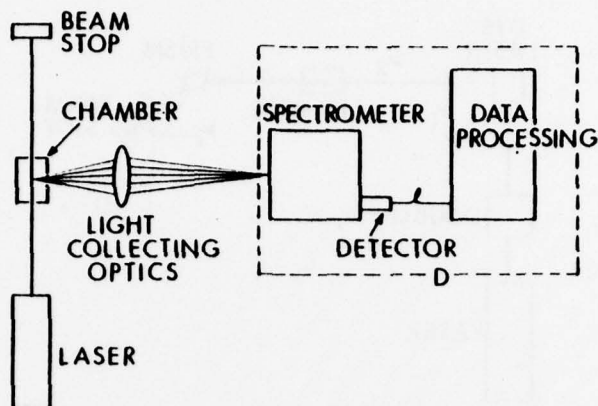 BEAM
STOP
CHAMBER
SPECTROMETER
DATA
PROCESSING
LIGHT
COLLECTING
OPTICS
DETECTOR
D
LASER